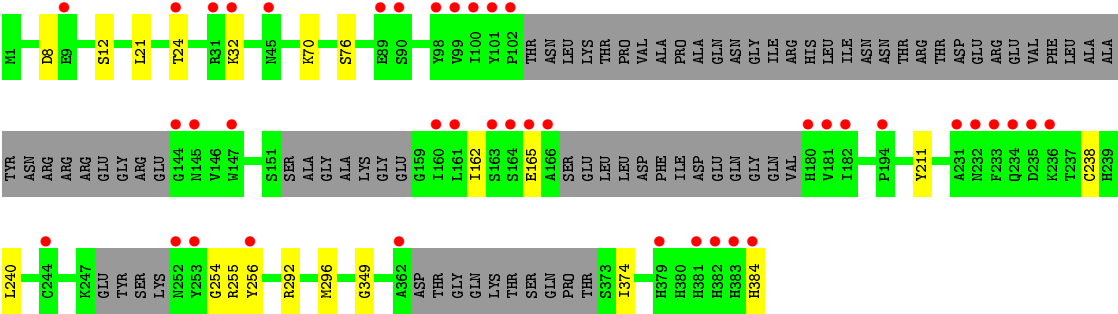 M1 D8 E9 S12 L21 T24 R31 K32 N45 K70 S76 E89 S90 Y98 V99 I100 Y101 P102 THR ASN LEU LYS THR PRO VAL ALA PRO ALA GLN ASN GLY ILE ARG HIS LEU ILE ASN ASN THR ARG THR ASP GLU ARG GLU VAL PHE LEU ALA ALA
TYR ASN ARG ARG ARG GLU GLY ARG GLU G144 N145 V146 W147 S151 SER ALA GLY ALA LYS GLY GLU G159 I160 L161 I162 S163 S164 E165 A166 SER GLU LEU LEU ASP PHE ILE ASP GLU GLN GLY GLN VAL H180 V181 I182 P194 Y211 A231 N232 F233 Q234 D235 K236 T237 C238 H239
L240 C244 K247 GLU TYR SER LYS N252 Y253 G254 R255 Y256 R292 M296 G349 A362 ASP THR GLY GLN LYS THR SER GLN PRO THR S373 I374 H379 H380 H381 H382 H383 H384